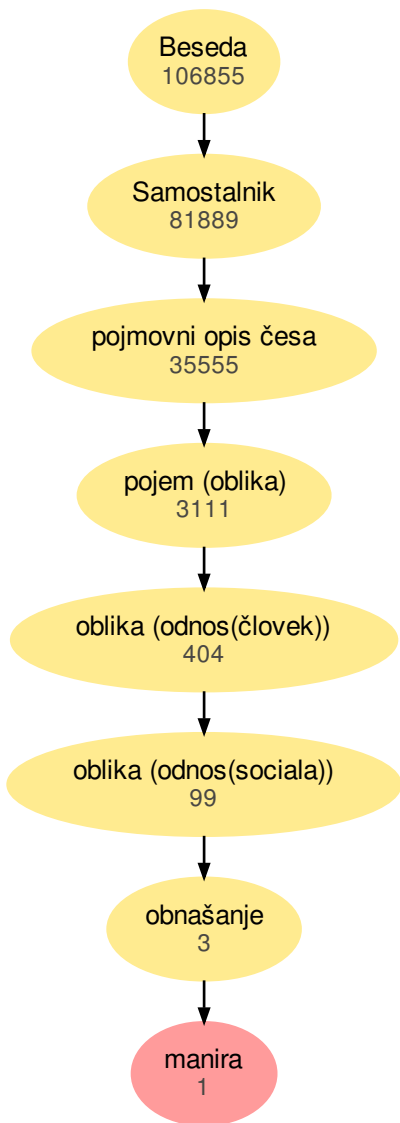 Beseda
106855
Samostalnik
81889
pojmovni opis česa
35555
pojem (oblika)
3111
oblika (odnos(človek))
404
oblika (odnos(sociala))
99
obnašanje
3
manira
1